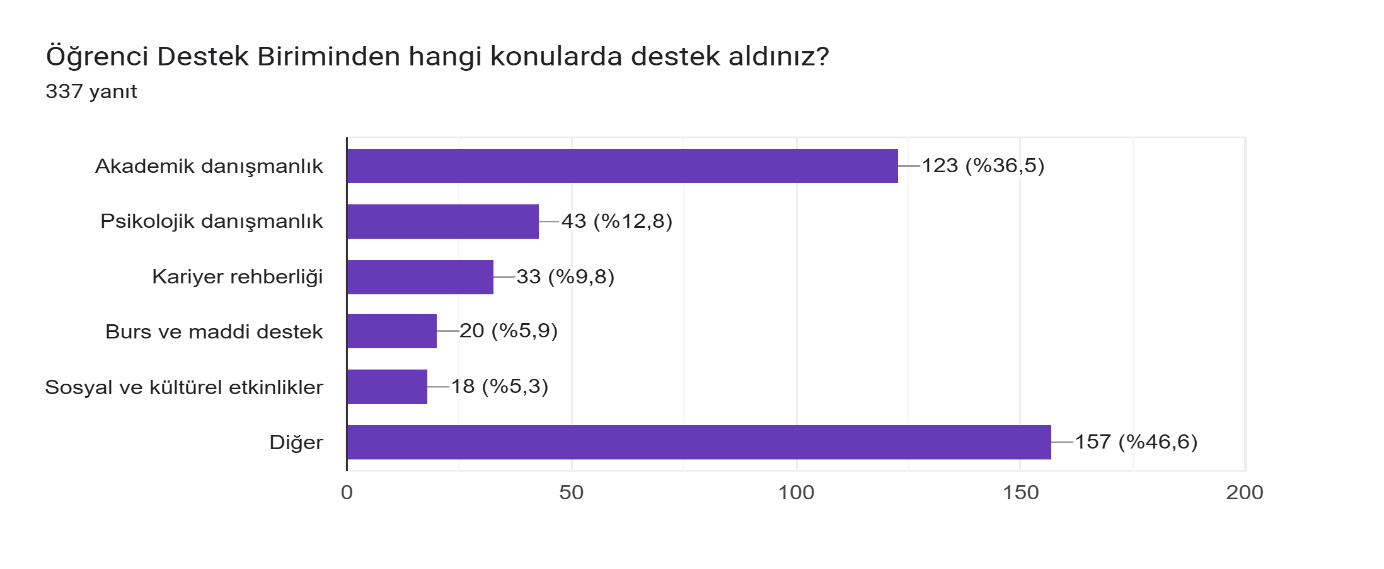 Öğrenci Destek Biriminden hangi konularda destek aldınız?
337 yanıt
Akademik danışmanlık 123 (%36,5)
Psikolojik danışmanlık 43 (%12,8)
Kariyer rehberliği 33 (%9,8)
Burs ve maddi destek 20 (%5,9)
Sosyal ve kültürel etkinlikler 18 (%5,3)
Diğer 157 (%46,6)
0 50 100 150 200